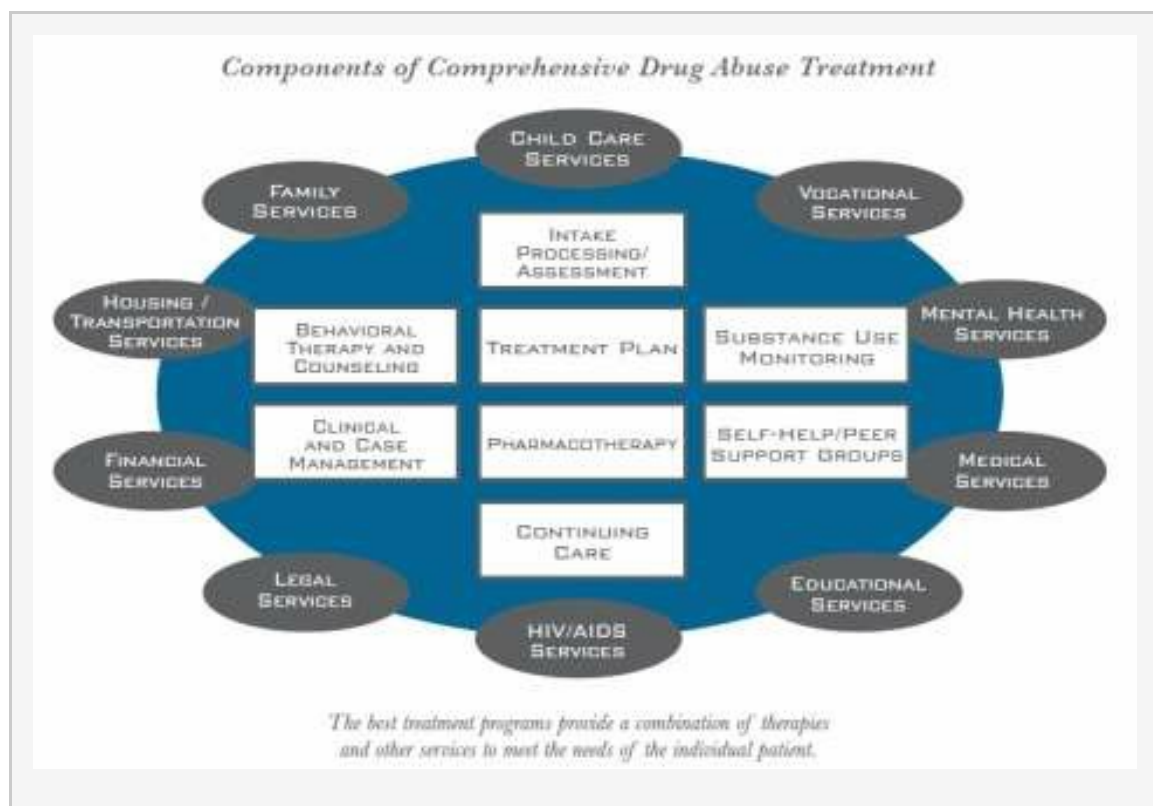 Components of Comprehensive Drug Abuse Treatment
CHILD CARE
SERVICES
FAMILY
SERVICES
VOCATIONAL
SERVICES
INTAKE
PROCESSING/
ASSESSMENT
HOUSING /
TRANSPORTATION
SERVICES
BEHAVIORAL
THERAPY AND
COUNSELING
TREATMENT PLAN
SUBSTANCE USE
MONITORING
MENTAL HEALTH
SERVICES
CLINICAL
AND CASE
MANAGEMENT
PHARMACOTHERAPY
SELF-HELP/PEER
SUPPORT GROUPS
FINANCIAL
SERVICES
MEDICAL
SERVICES
CONTINUING
CARE
LEGAL
SERVICES
EDUCATIONAL
SERVICES
HIV/AIDS
SERVICES
The best treatment programs provide a combination of therapies
and other services to meet the needs of the individual patient.